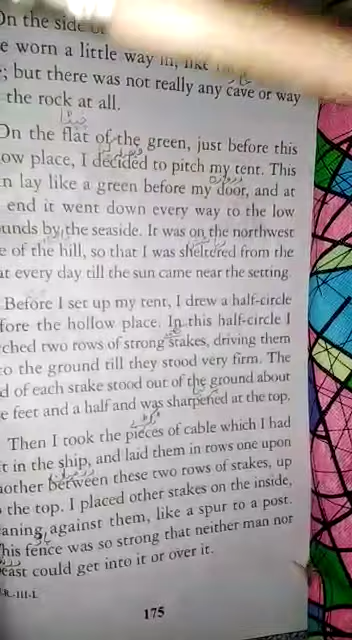 On the side of
e worn a little way in, like
; but there was not really any cave or way
the rock at all.
On the flat of the green, just before this
ow place, I decided to pitch my tent. This
n lay like a green before my door, and at
end it went down every way to the low
unds by the seaside. It was on the northwest
e of the hill, so that I was sheltered from the
at every day till the sun came near the setting.
Before I set up my tent, I drew a half-circle
fore the hollow place. In this half-circle I
ched two rows of strong stakes, driving them
to the ground till they stood very firm. The
d of each stake stood out of the ground about
e feet and a half and was sharpened at the top.
Then I took the pieces of cable which I had
t in the ship, and laid them in rows one upon
nother between these two rows of stakes, up
the top. I placed other stakes on the inside,
aning against them, like a spur to a post.
his fence was so strong that neither man nor
east could get into it or over it.
R.-III-I.
175